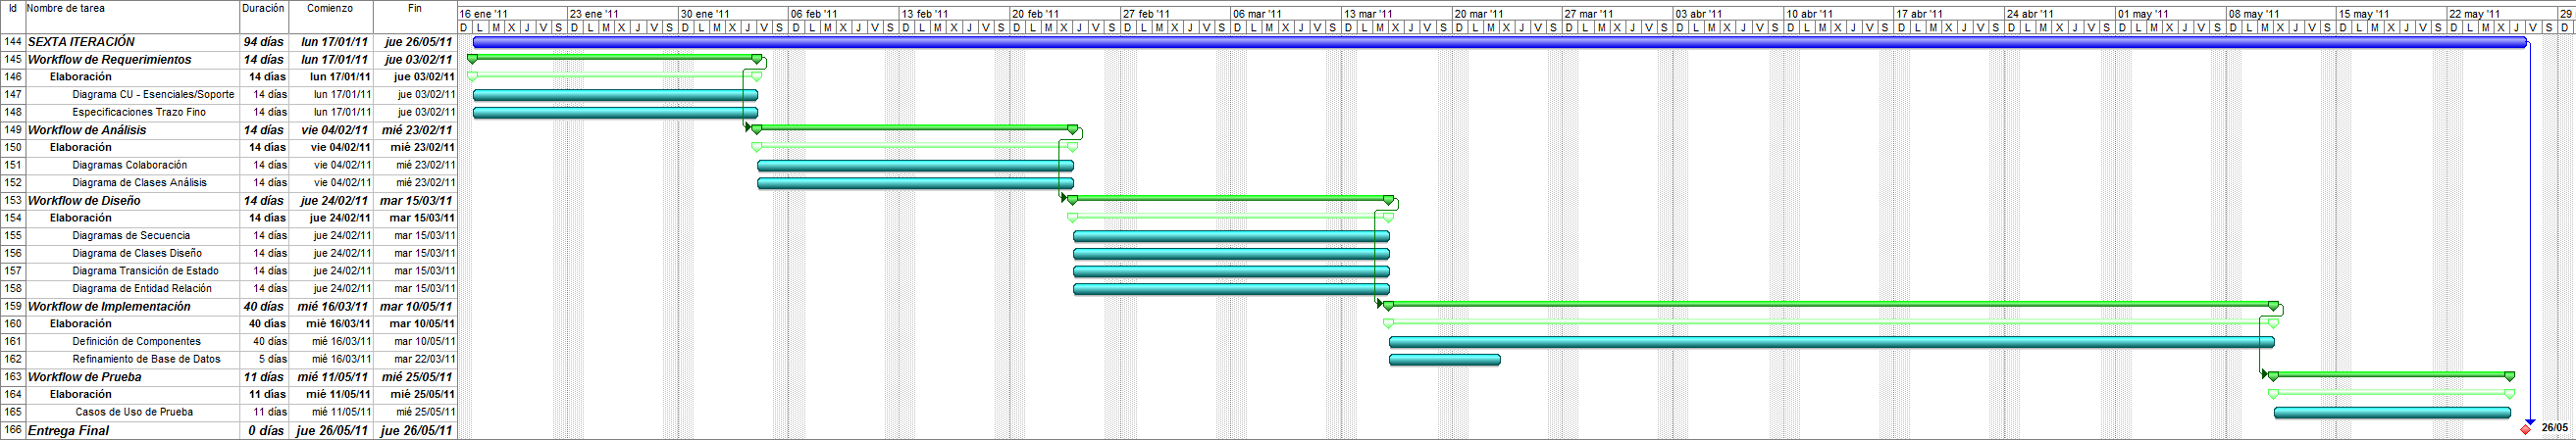 Id Nombre de tarea Duración Comienzo Fin 16 ene '11 23 ene '11 30 ene '11 06 feb '11 13 feb '11 20 feb '11 27 feb '11 06 mar '11 13 mar '11 20 mar '11 27 mar '11 03 abr '11 10 abr '11 17 abr '11 24 abr '11 01 may '11 08 may '11 15 may '11 22 may '11 29
D L M X J V S D L M X J V S D L M X J V S D L M X J V S D L M X J V S D L M X J V S D L M X J V S D L M X J V S D L M X J V S D L M X J V S D L M X J V S D L M X J V S D L M X J V S D L M X J V S D L M X J V S D L M X J V S D L M X J V S D L M X J V S D L M X J V S D
144 SEXTA ITERACIÓN 94 días lun 17/01/11 jue 26/05/11
145 Workflow de Requerimientos 14 días lun 17/01/11 jue 03/02/11
146 Elaboración 14 días lun 17/01/11 jue 03/02/11
147 Diagrama CU - Esenciales/Soporte 14 días lun 17/01/11 jue 03/02/11
148 Especificaciones Trazo Fino 14 días lun 17/01/11 jue 03/02/11
149 Workflow de Análisis 14 días vie 04/02/11 mié 23/02/11
150 Elaboración 14 días vie 04/02/11 mié 23/02/11
151 Diagramas Colaboración 14 días vie 04/02/11 mié 23/02/11
152 Diagrama de Clases Análisis 14 días vie 04/02/11 mié 23/02/11
153 Workflow de Diseño 14 días jue 24/02/11 mar 15/03/11
154 Elaboración 14 días jue 24/02/11 mar 15/03/11
155 Diagramas de Secuencia 14 días jue 24/02/11 mar 15/03/11
156 Diagrama de Clases Diseño 14 días jue 24/02/11 mar 15/03/11
157 Diagrama Transición de Estado 14 días jue 24/02/11 mar 15/03/11
158 Diagrama de Entidad Relación 14 días jue 24/02/11 mar 15/03/11
159 Workflow de Implementación 40 días mié 16/03/11 mar 10/05/11
160 Elaboración 40 días mié 16/03/11 mar 10/05/11
161 Definición de Componentes 40 días mié 16/03/11 mar 10/05/11
162 Refinamiento de Base de Datos 5 días mié 16/03/11 mar 22/03/11
163 Workflow de Prueba 11 días mié 11/05/11 mié 25/05/11
164 Elaboración 11 días mié 11/05/11 mié 25/05/11
165 Casos de Uso de Prueba 11 días mié 11/05/11 mié 25/05/11
166 Entrega Final 0 días jue 26/05/11 jue 26/05/11 26/05